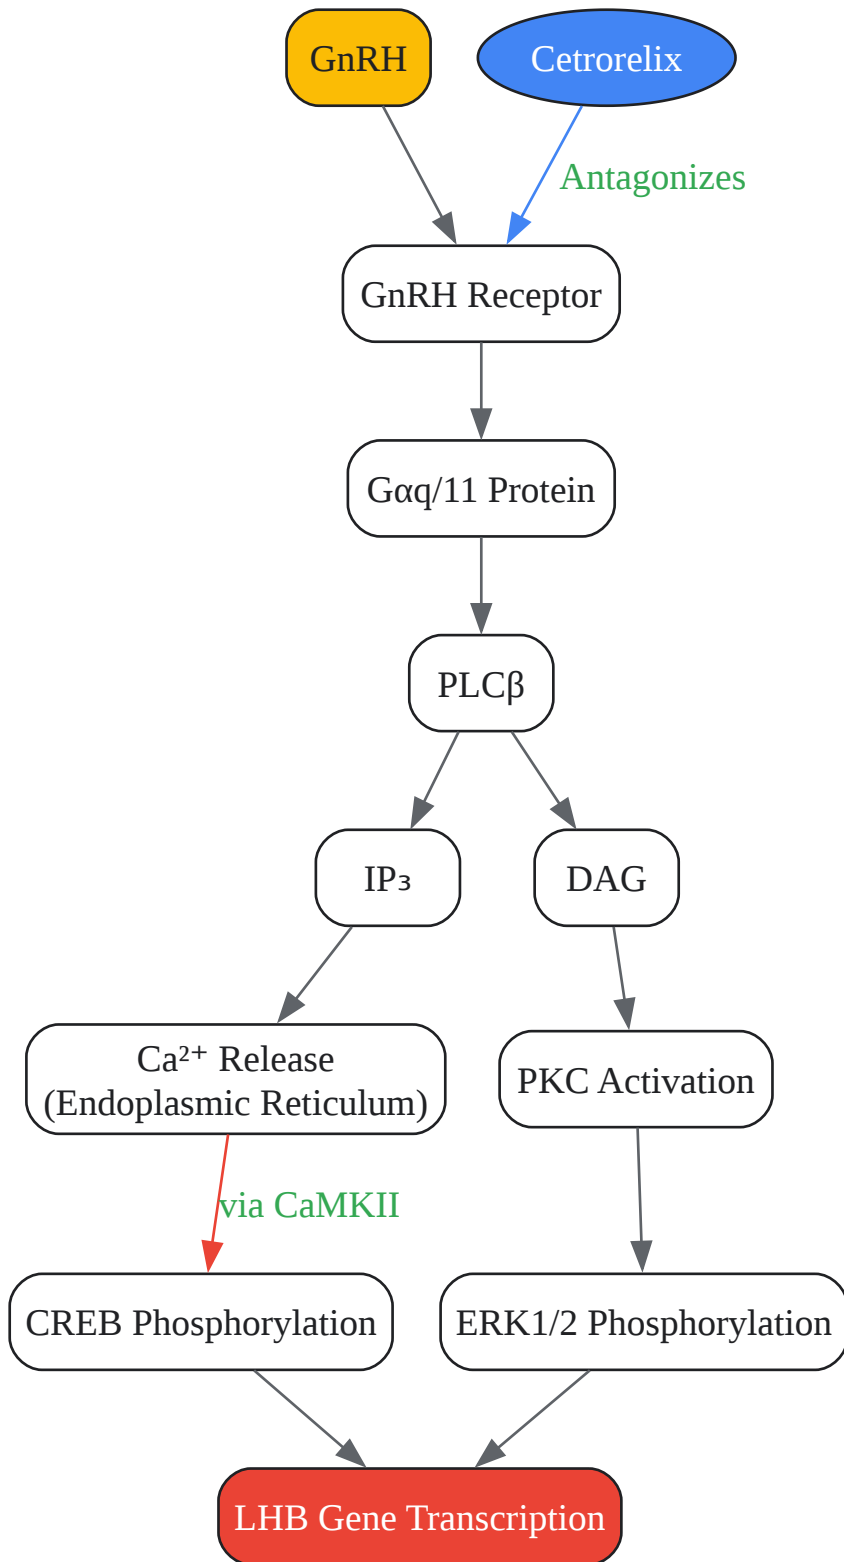 GnRH
Cetrorelix
Antagonizes
GnRH Receptor
Gαq/11 Protein
PLCβ
IP₃
DAG
Ca²⁺ Release
(Endoplasmic Reticulum)
PKC Activation
via CaMKII
CREB Phosphorylation
ERK1/2 Phosphorylation
LHB Gene Transcription